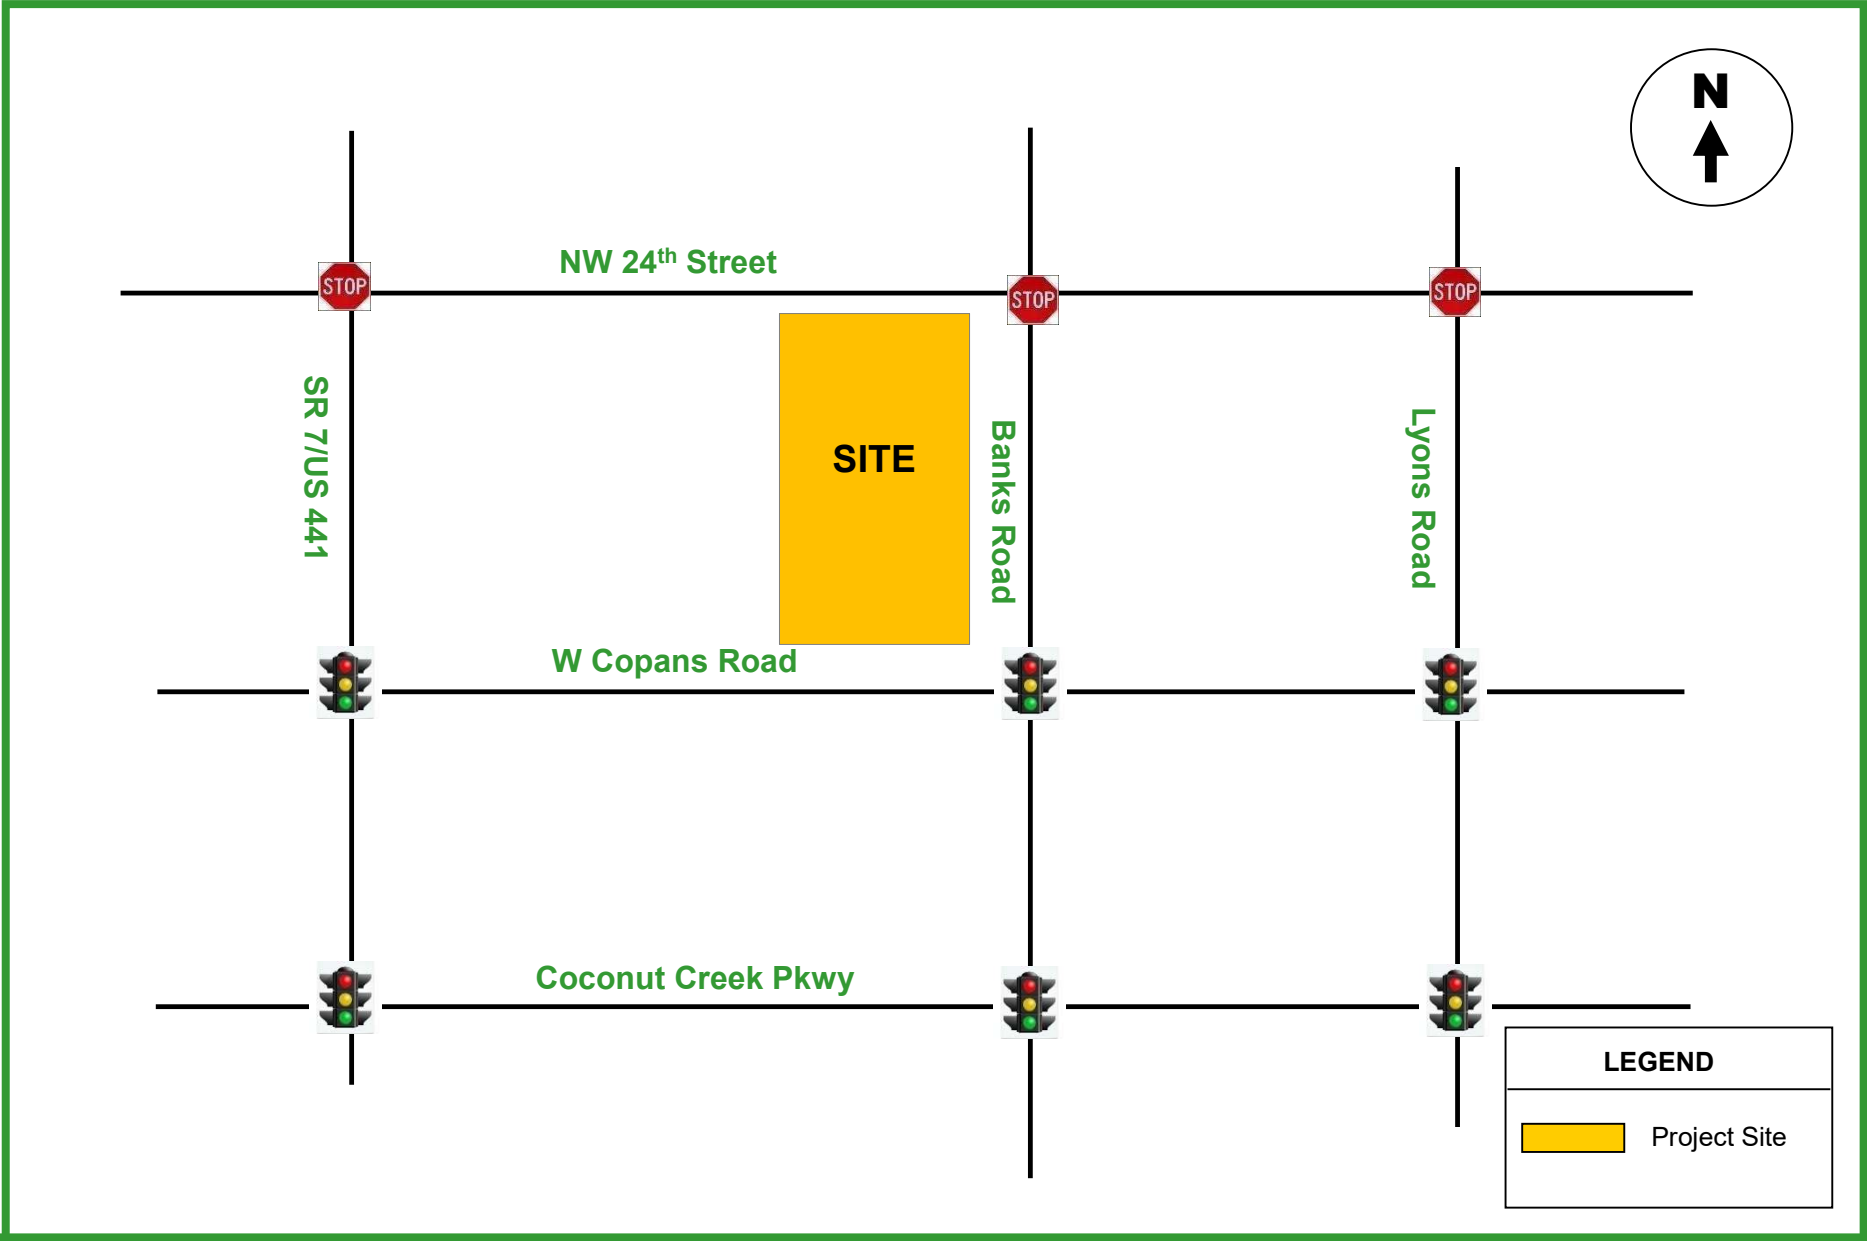 N
NW 24th Street
STOP
STOP
STOP
SR 7/US 441
SITE
Banks Road
Lyons Road
W Copans Road
Coconut Creek Pkwy
LEGEND
Project Site